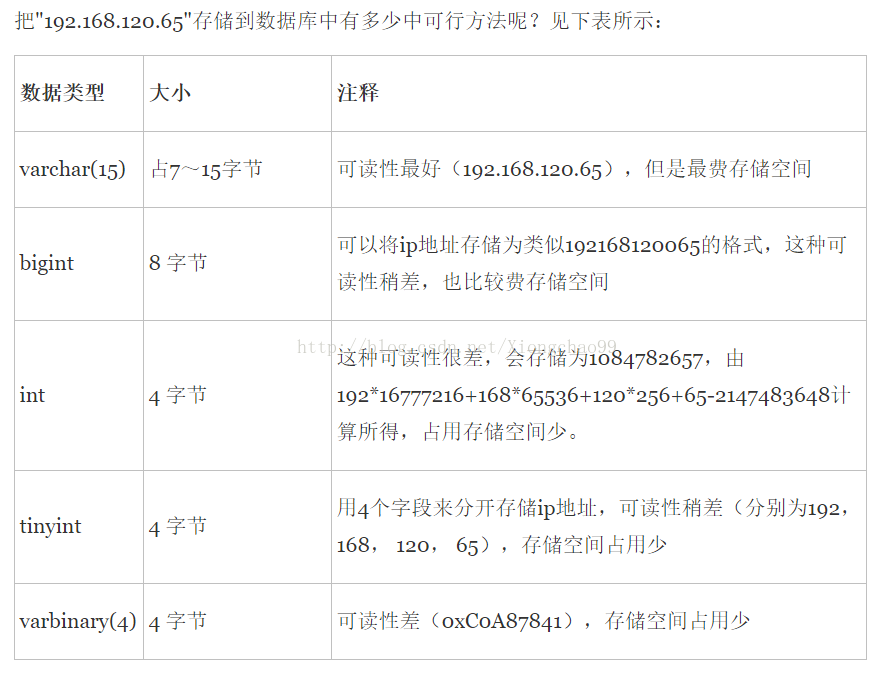 把"192.168.120.65"存储到数据库中有多少中可行方法呢？见下表所示：
数据类型 大小 注释
varchar(15) 占7～15字节 可读性最好（192.168.120.65），但是最费存储空间
bigint 8 字节 可以将ip地址存储为类似192168120065的格式，这种可
读性稍差，也比较费存储空间
http://blog.csdn.net/Xiongchao99
这种可读性很差，会存储为1084782657，由
int 4 字节 192*16777216+168*65536+120*256+65-2147483648计
算所得，占用存储空间少。
tinyint 4 字节 用4个字段来分开存储ip地址，可读性稍差（分别为192，
168， 120， 65），存储空间占用少
varbinary(4) 4 字节 可读性差（0xC0A87841），存储空间占用少